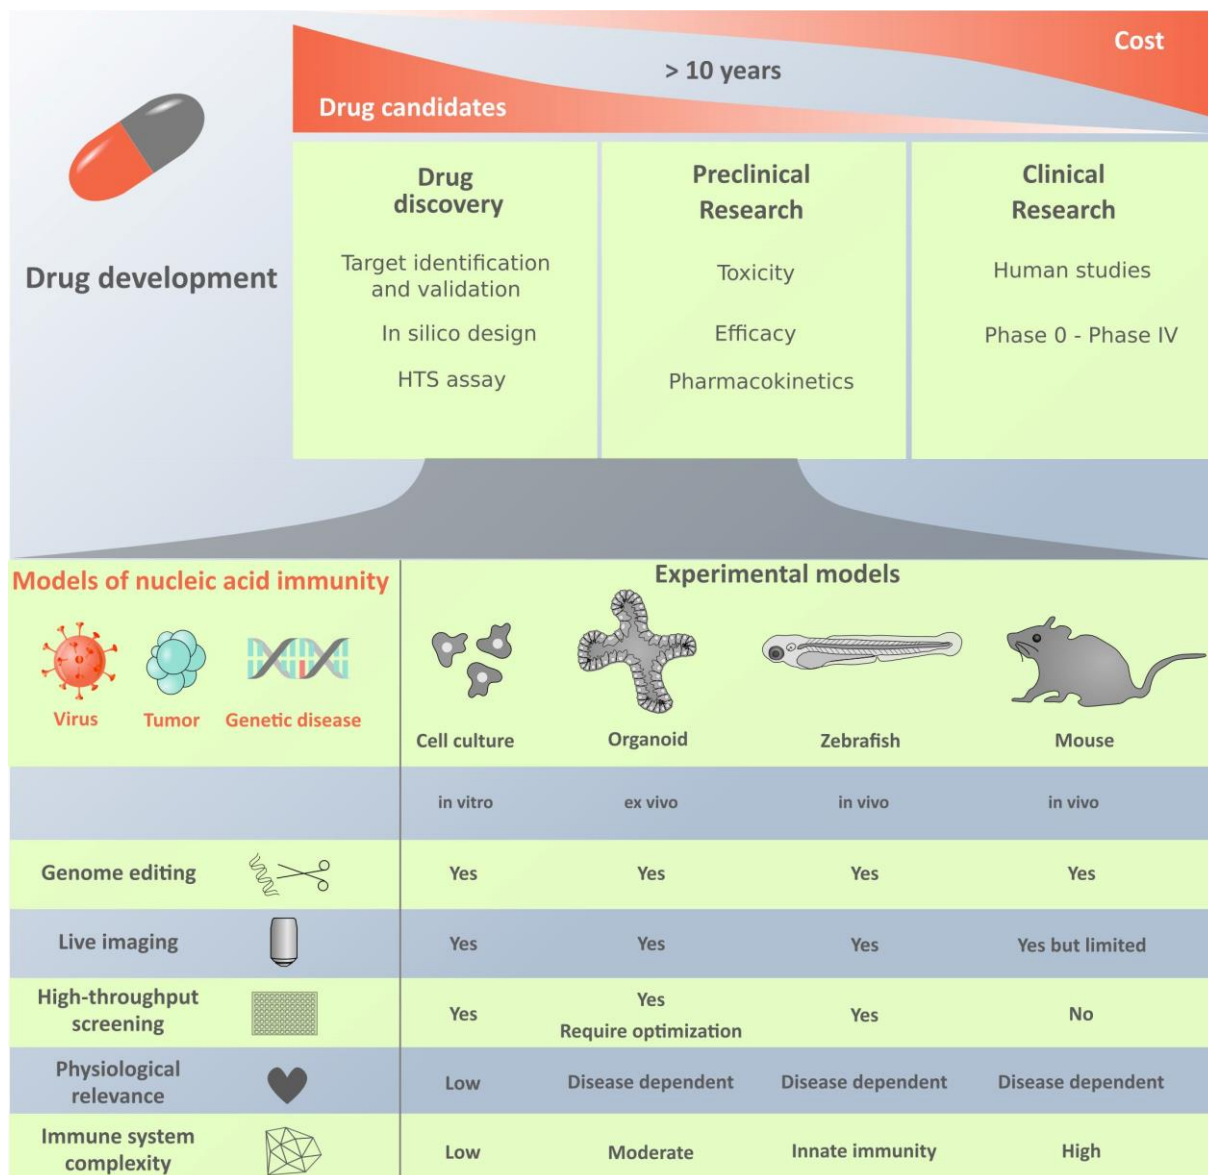 Cost
> 10 years
Drug candidates
Drug development
Drug
discovery
Target identification
and validation
In silico design
HTS assay
Preclinical
Research
Toxicity
Efficacy
Pharmacokinetics
Clinical
Research
Human studies
Phase 0 - Phase IV
Models of nucleic acid immunity
Virus
Tumor
Genetic disease
Experimental models
Cell culture
Organoid
Zebrafish
Mouse
in vitro
ex vivo
in vivo
in vivo
Genome editing
Yes
Yes
Yes
Yes
Live imaging
Yes
Yes
Yes
Yes but limited
High-throughput
screening
Yes
Yes
Require optimization
Yes
No
Physiological
relevance
Low
Disease dependent
Disease dependent
Disease dependent
Immune system
complexity
Low
Moderate
Innate immunity
High